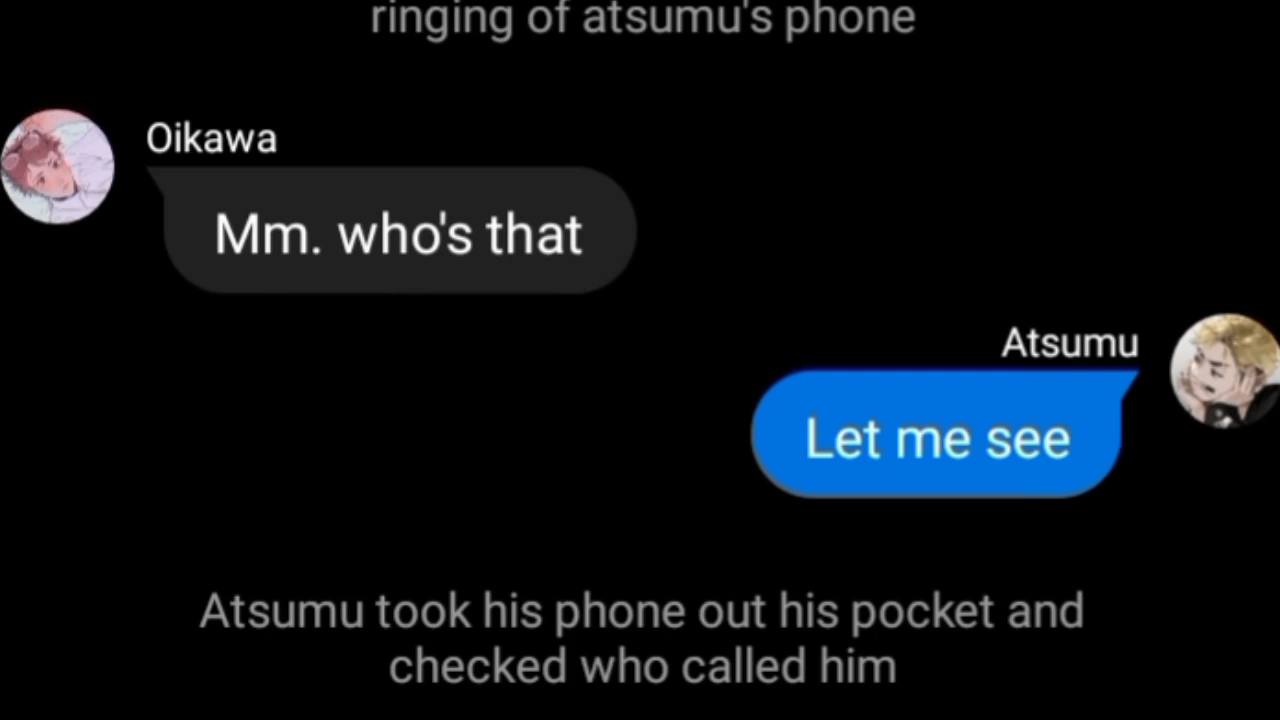 ringing of atsumu's phone
Oikawa
Mm. who's that
Atsumu
Let me see
Atsumu took his phone out his pocket and
checked who called him